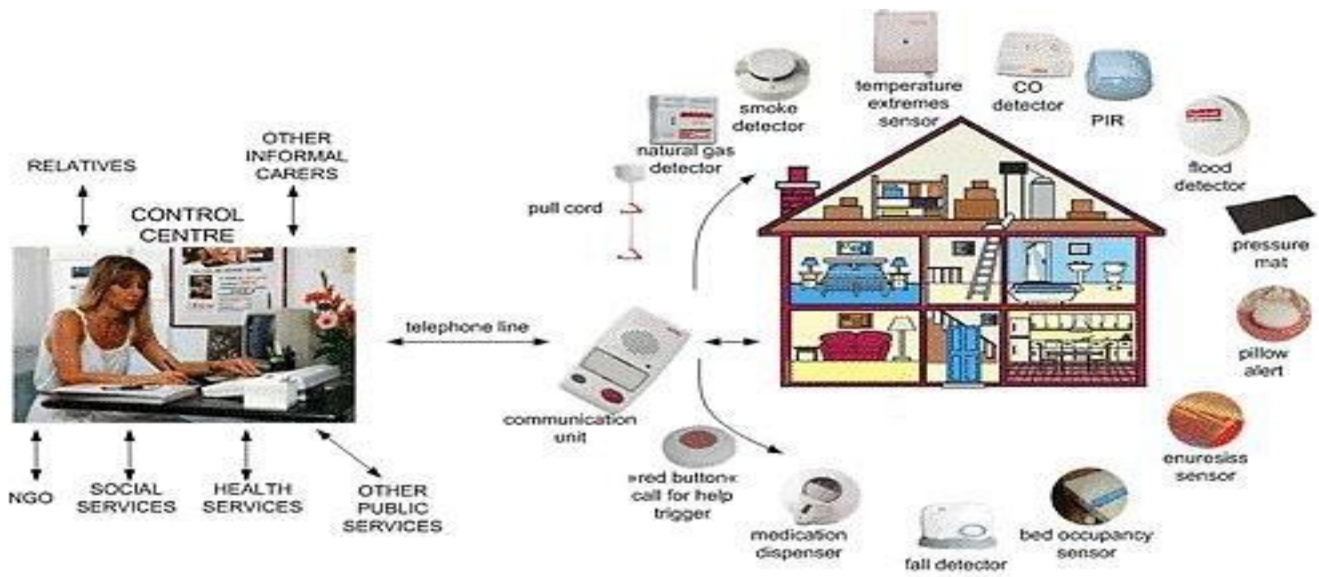 RELATIVES
OTHER
INFORMAL
CARERS
CONTROL
CENTRE
NGO
SOCIAL
SERVICES
HEALTH
SERVICES
OTHER
PUBLIC
SERVICES
telephone line
communication
unit
pull cord
natural gas
detector
smoke
detector
temperature
extremes
sensor
CO
detector
PIR
flood
detector
pressure
mat
pillow
alert
enuresiss
sensor
bed occupancy
sensor
fall detector
medication
dispenser
»red button«
call for help
trigger